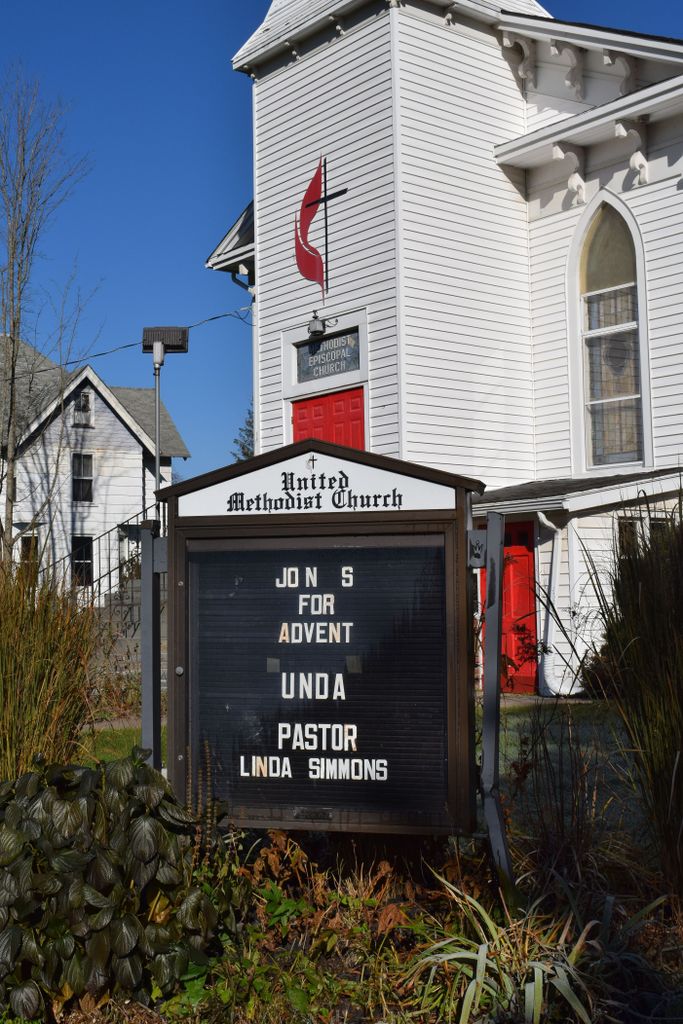 METHODIST
EPISCOPAL
CHURCH
United
Methodist Church
JO N S
FOR
ADVENT
UNDA
PASTOR
LINDA SIMMONS